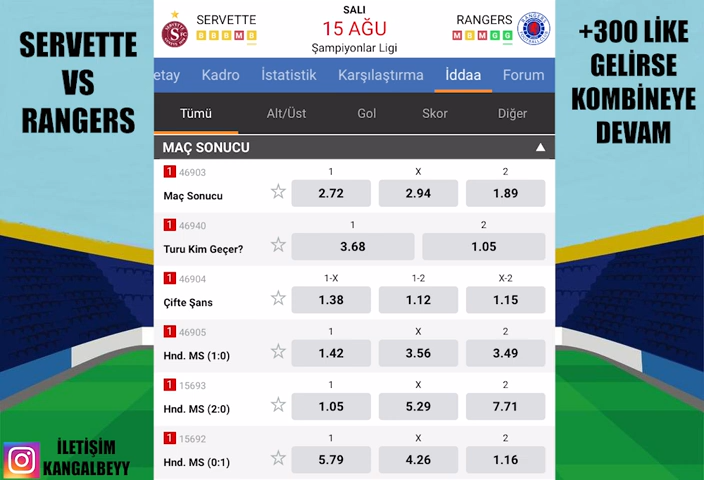 SERVETTE
VS
RANGERS
SERVETTE
B B B M B
SALI
15 AĞU
Şampiyonlar Ligi
RANGERS
M B M G G
+300 LİKE
GELİRSE
KOMBİNEYE
DEVAM
etay Kadro İstatistik Karşılaştırma İddaa Forum
Tümü Alt/Üst Gol Skor Diğer
MAÇ SONUCU
1 46903 1 X 2
Maç Sonucu 2.72 2.94 1.89
1 46940 1 2
Turu Kim Geçer? 3.68 1.05
1 46904 1-X 1-2 X-2
Çifte Şans 1.38 1.12 1.15
1 46905 1 X 2
Hnd. MS (1:0) 1.42 3.56 3.49
1 15693 1 X 2
Hnd. MS (2:0) 1.05 5.29 7.71
1 15692 1 X 2
Hnd. MS (0:1) 5.79 4.26 1.16
İLETİŞİM
KANGALBEYY